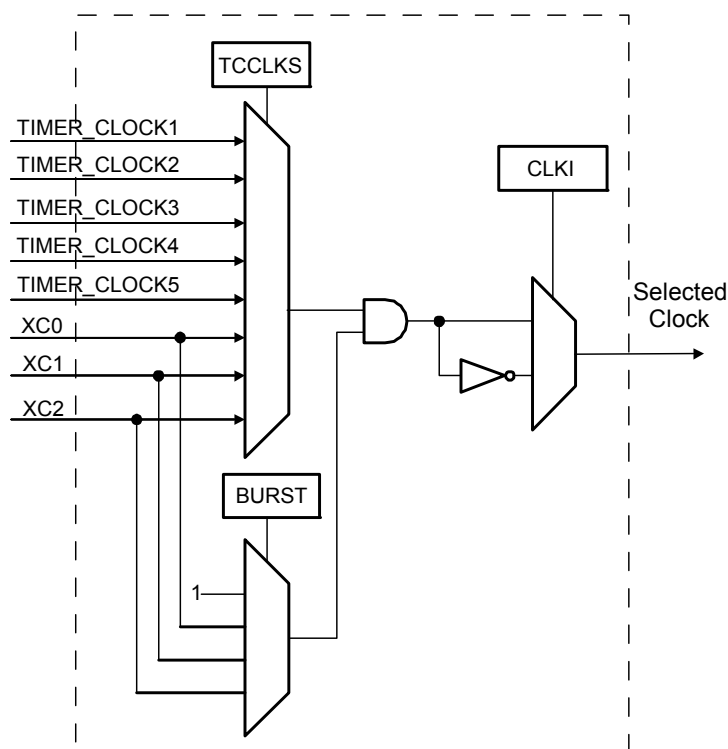 TCCLKS
TIMER_CLOCK1
TIMER_CLOCK2
TIMER_CLOCK3
TIMER_CLOCK4
TIMER_CLOCK5
XC0
XC1
XC2
CLKI
Selected
Clock
BURST
1